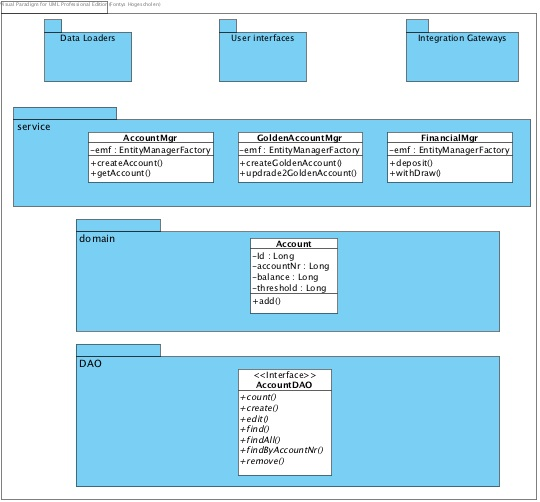 Visual Paradigm for UML Professional Edition(Fontys Hogescholen)
Data Loaders
User interfaces
Integration Gateways
service
AccountMgr
-emf : EntityManagerFactory
+createAccount()
+getAccount()
GoldenAccountMgr
-emf : EntityManagerFactory
+createGoldenAccount()
+updrade2GoldenAccount()
FinancialMgr
-emf : EntityManagerFactory
+deposit()
+withDraw()
domain
Account
-Id : Long
-accountNr : Long
-balance : Long
-threshold : Long
+add()
DAO
<<Interface>>
AccountDAO
+count()
+create()
+edit()
+find()
+findAll()
+findByAccountNr()
+remove()